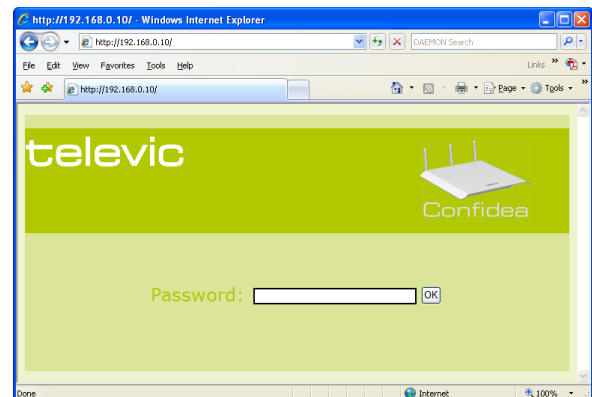 http://192.168.0.10/ - Windows Internet Explorer
http://192.168.0.10/
DAEMON Search
File Edit View Favorites Tools Help
Links »
http://192.168.0.10/
Page Tools »
televic
Confidea
Password: OK
Done Internet 100%